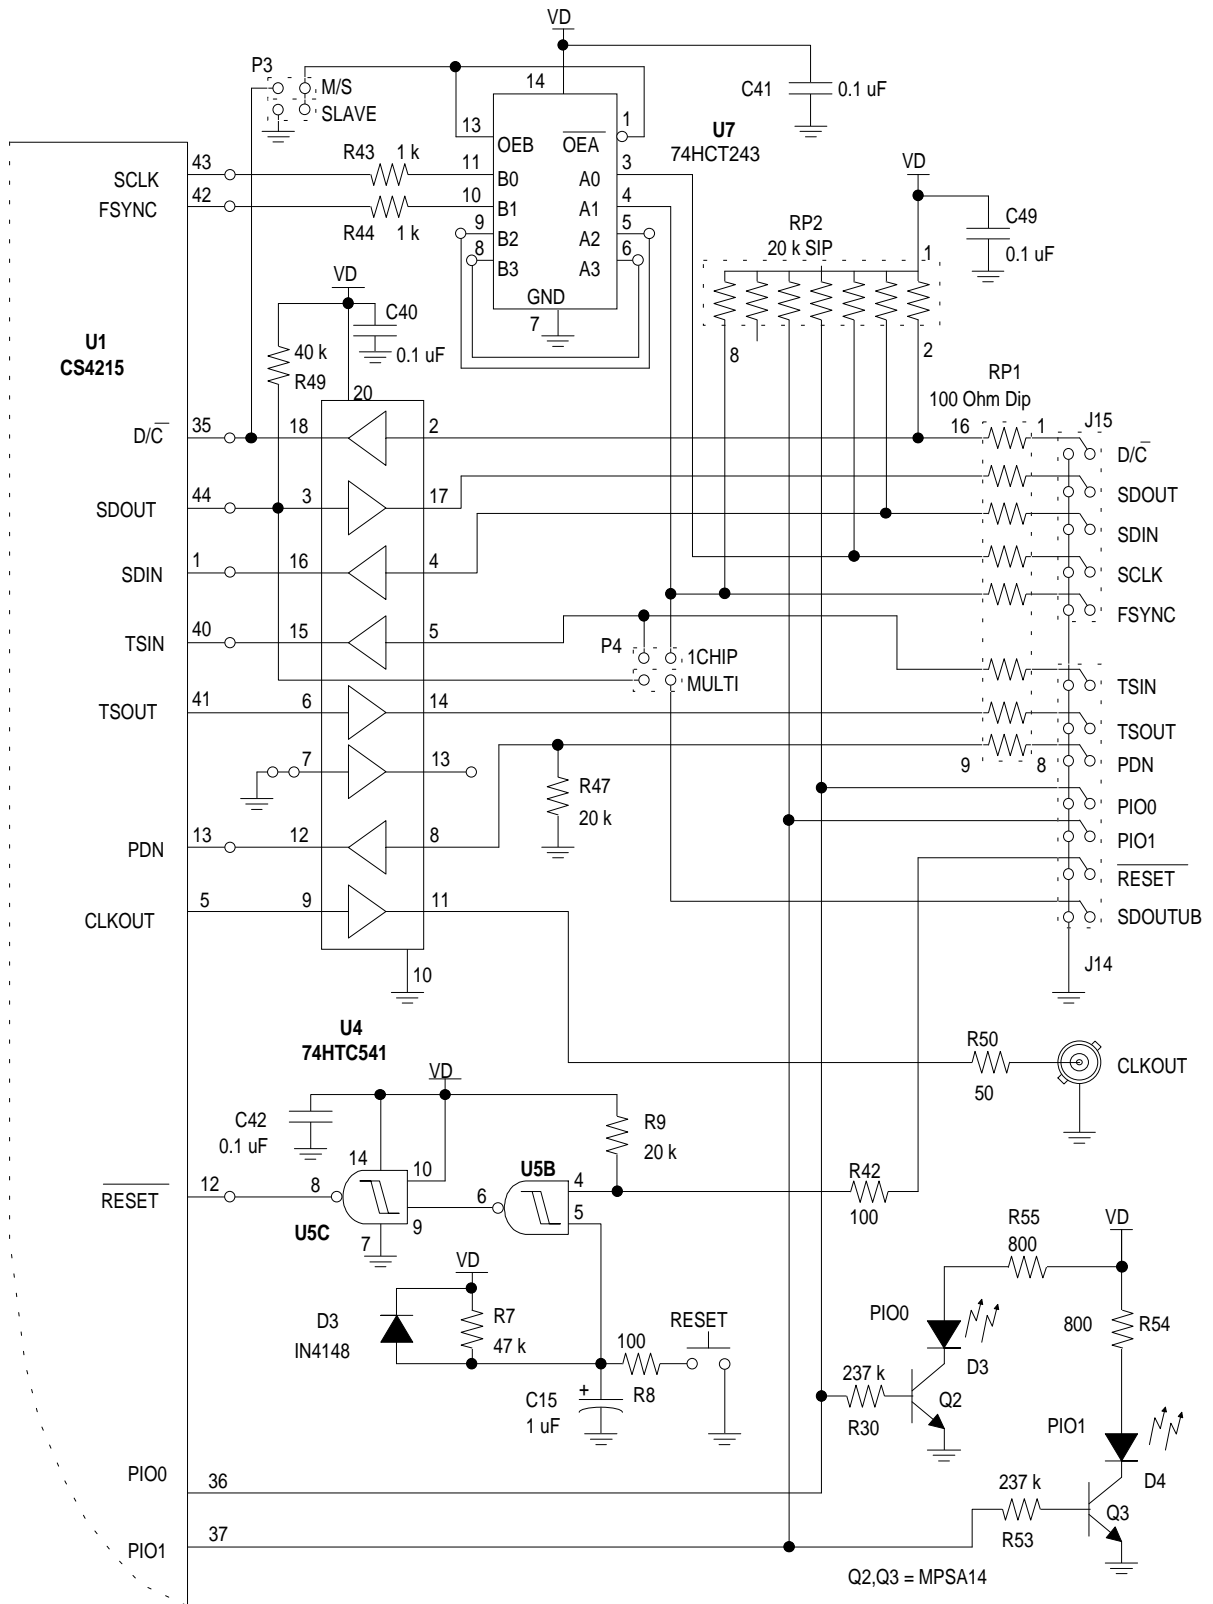 VD
P3
M/S
SLAVE
14
C41
0.1 uF
13
OEB
OEA
1
U7
74HCT243
R43
1 k
11
B0
A0
3
43
SCLK
42
FSYNC
10
B1
A1
4
R44
1 k
9
B2
A2
5
8
B3
A3
6
GND
7
VD
C49
0.1 uF
RP2
20 k SIP
1
8
2
VD
C40
0.1 uF
U1
CS4215
40 k
R49
20
RP1
100 Ohm Dip
J15
D/C
35
18
2
16
1
D/C
SDOUT
44
3
17
SDOUT
SDIN
1
16
4
SDIN
SCLK
FSYNC
TSIN
40
15
5
P4
1CHIP
MULTI
TSIN
TSOUT
41
6
14
TSOUT
7
13
9
8
PDN
R47
20 k
PIO0
PDN
13
12
8
PIO1
RESET
CLKOUT
5
9
11
SDOUTUB
10
J14
U4
74HTC541
R50
50
CLKOUT
VD
C42
0.1 uF
R9
20 k
14
10
U5B
4
R42
100
RESET
12
8
6
5
U5C
9
7
R55
800
VD
VD
D3
IN4148
R7
47 k
RESET
100
R8
PIO0
D3
800
R54
C15
+
1 uF
237 k
R30
Q2
PIO1
D4
PIO0
36
237 k
R53
Q3
PIO1
37
Q2,Q3 = MPSA14